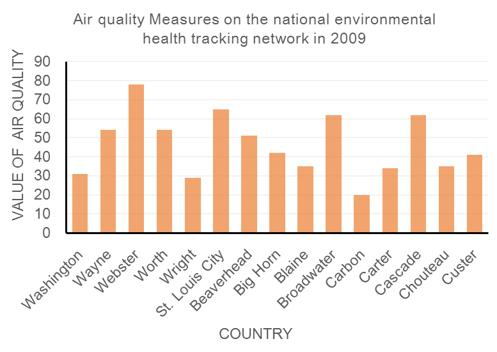 Air quality Measures on the national environmental
health tracking network in 2009
VALUE OF AIR QUALITY
90
80
70
60
50
40
30
20
10
0
Washington
Wayne
Webster
Worth
Wright
St. Louis City
Beaverhead
Big Horn
Blaine
Broadwater
Carbon
Carter
Cascade
Chouteau
Custer
COUNTRY